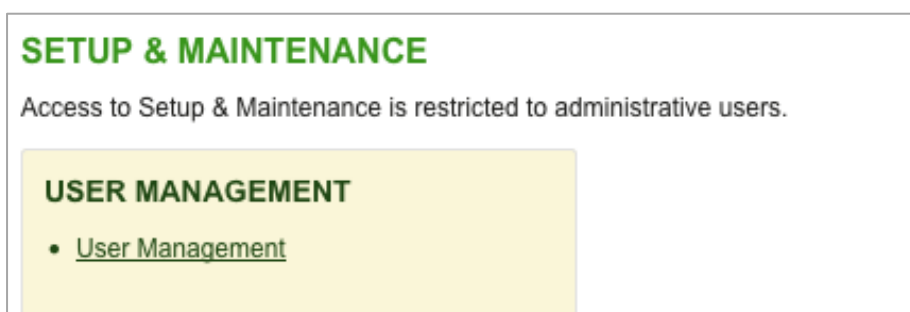 SETUP & MAINTENANCE
Access to Setup & Maintenance is restricted to administrative users.
USER MANAGEMENT
• User Management